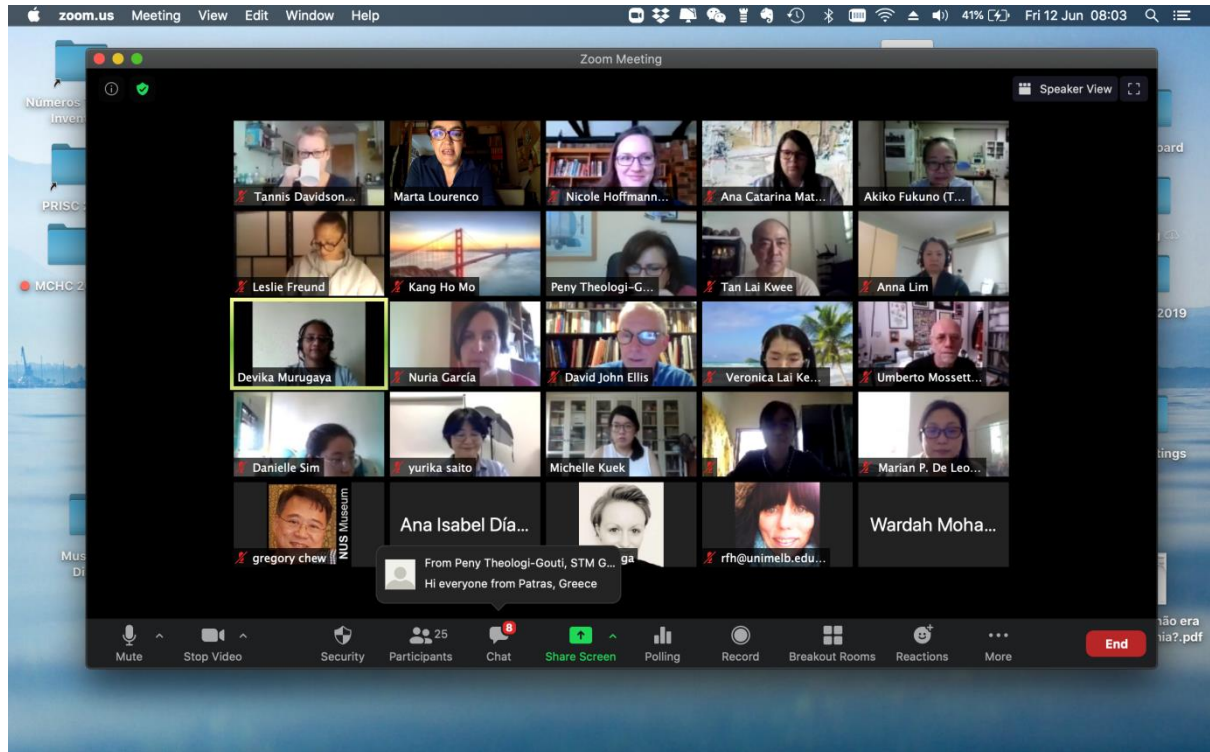 zoom.us Meeting View Edit Window Help 41% Fri 12 Jun 08:03
Zoom Meeting
Speaker View
Números
Inven
PRISC
MCHC 2
Mus
Di
Tannis Davidson...
Marta Lourenco
Nicole Hoffmann...
Ana Catarina Mat...
Akiko Fukuno (T...
Leslie Freund
Kang Ho Mo
Peny Theologi-G...
Tan Lai Kwee
Anna Lim
Devika Murugaya
Nuria García
David John Ellis
Veronica Lai Ke...
Umberto Mossett...
Danielle Sim
yurika saito
Michelle Kuek
Marian P. De Leo...
gregory chew
NUS Museum
Ana Isabel Día...
ga
rfh@unimelb.edu...
Wardah Moha...
From Peny Theologi-Gouti, STM G...
Hi everyone from Patras, Greece
Mute
Stop Video
Security
Participants
25
Chat
8
Share Screen
Polling
Record
Breakout Rooms
Reactions
More
End
2019
não era
nia?.pdf